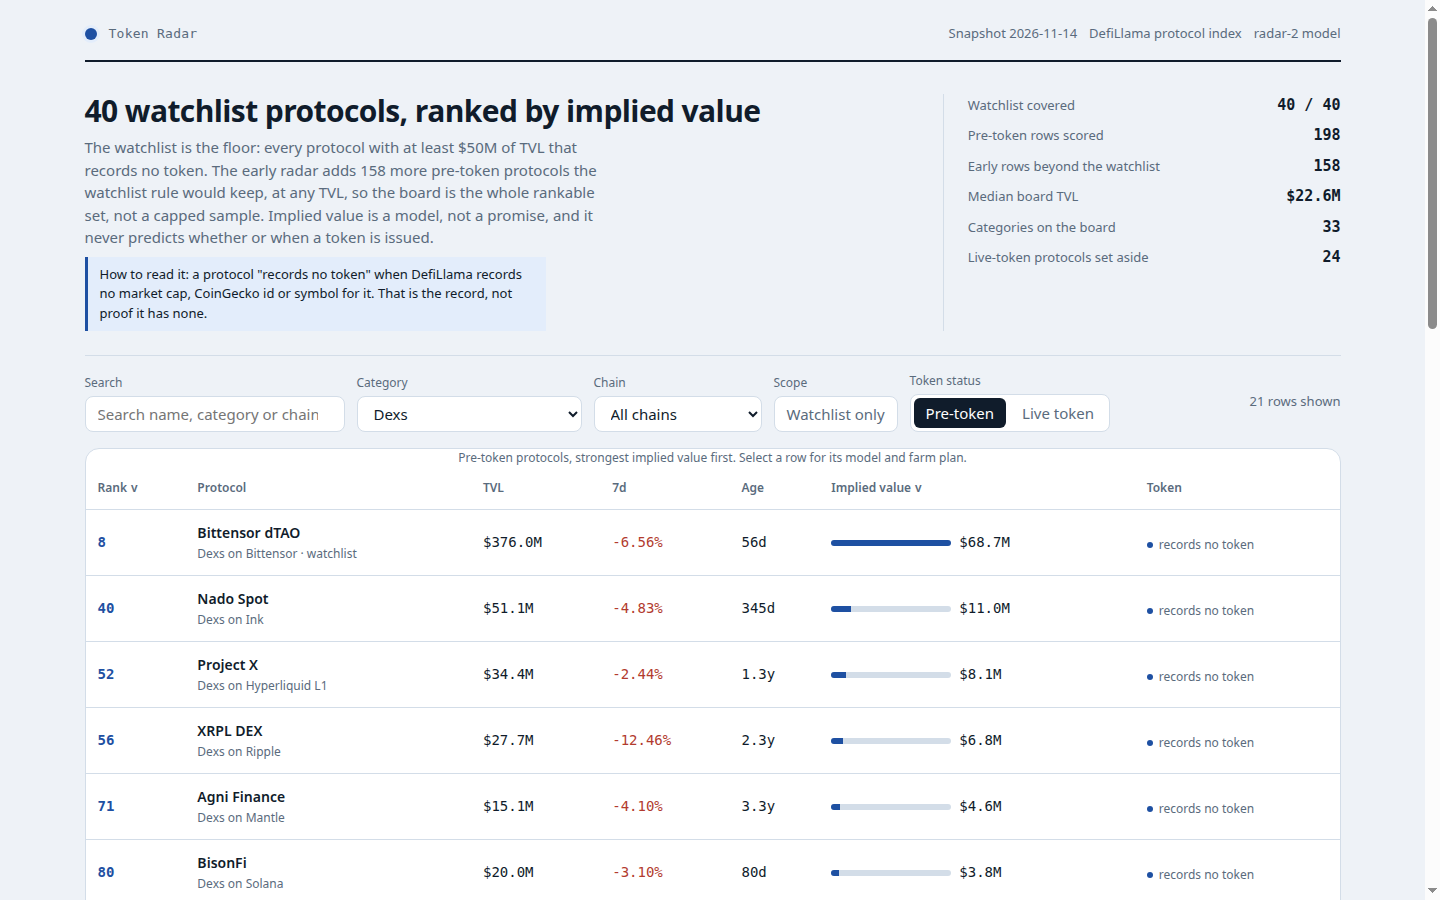 Token Radar
Snapshot 2026-11-14 DefiLlama protocol index radar-2 model
40 watchlist protocols, ranked by implied value
The watchlist is the floor: every protocol with at least $50M of TVL that
records no token. The early radar adds 158 more pre-token protocols the
watchlist rule would keep, at any TVL, so the board is the whole rankable
set, not a capped sample. Implied value is a model, not a promise, and it
never predicts whether or when a token is issued.
How to read it: a protocol "records no token" when DefiLlama records
no market cap, CoinGecko id or symbol for it. That is the record, not
proof it has none.
Watchlist covered 40 / 40
Pre-token rows scored 198
Early rows beyond the watchlist 158
Median board TVL $22.6M
Categories on the board 33
Live-token protocols set aside 24
Search Category Chain Scope Token status
Search name, category or chain Dexs All chains Watchlist only Pre-token Live token 21 rows shown
Pre-token protocols, strongest implied value first. Select a row for its model and farm plan.
Rank v Protocol TVL 7d Age Implied value v Token
8 Bittensor dTAO $376.0M -6.56% 56d $68.7M records no token
Dexs on Bittensor · watchlist
40 Nado Spot $51.1M -4.83% 345d $11.0M records no token
Dexs on Ink
52 Project X $34.4M -2.44% 1.3y $8.1M records no token
Dexs on Hyperliquid L1
56 XRPL DEX $27.7M -12.46% 2.3y $6.8M records no token
Dexs on Ripple
71 Agni Finance $15.1M -4.10% 3.3y $4.6M records no token
Dexs on Mantle
80 BisonFi $20.0M -3.10% 80d $3.8M records no token
Dexs on Solana